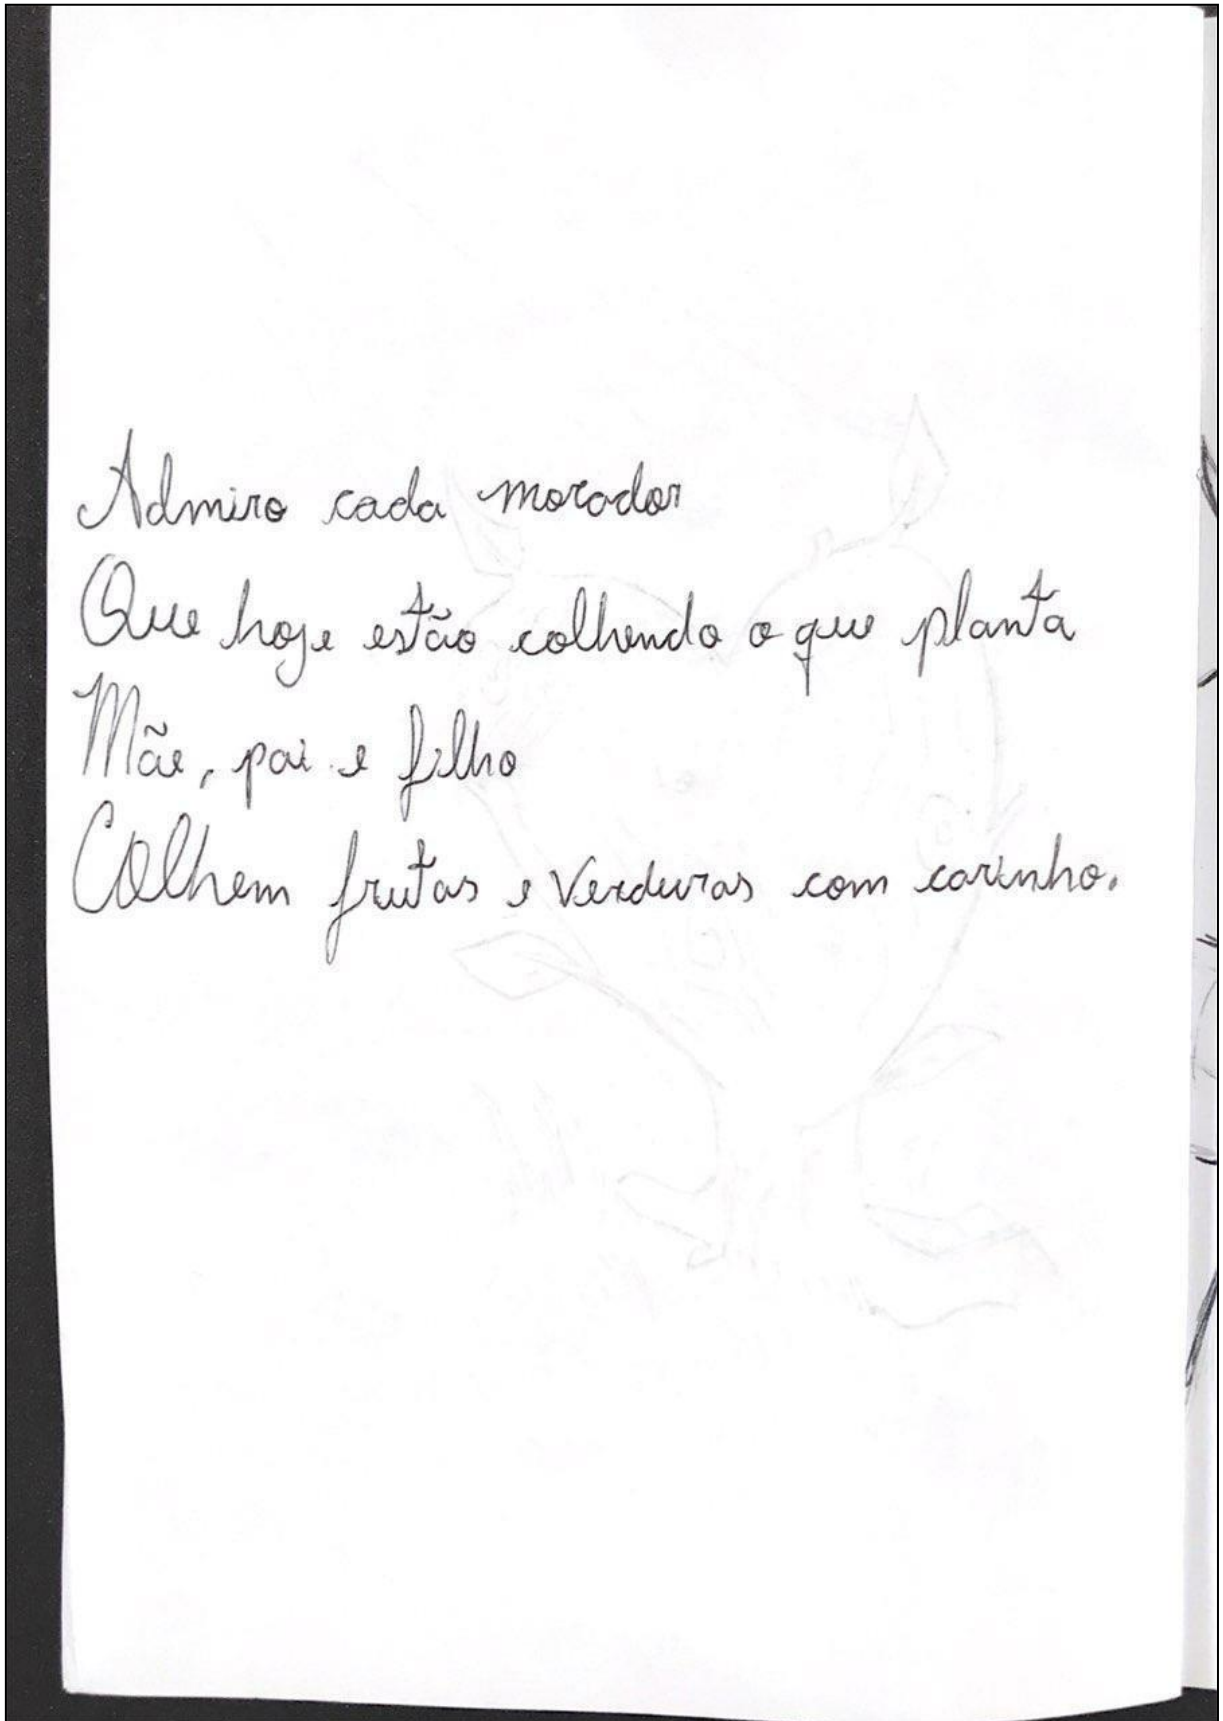 Admiro cada morador
Que hoje estão colhendo o que planta
Mãe, pai e filho
Colhem frutas e Verduras com carinho.